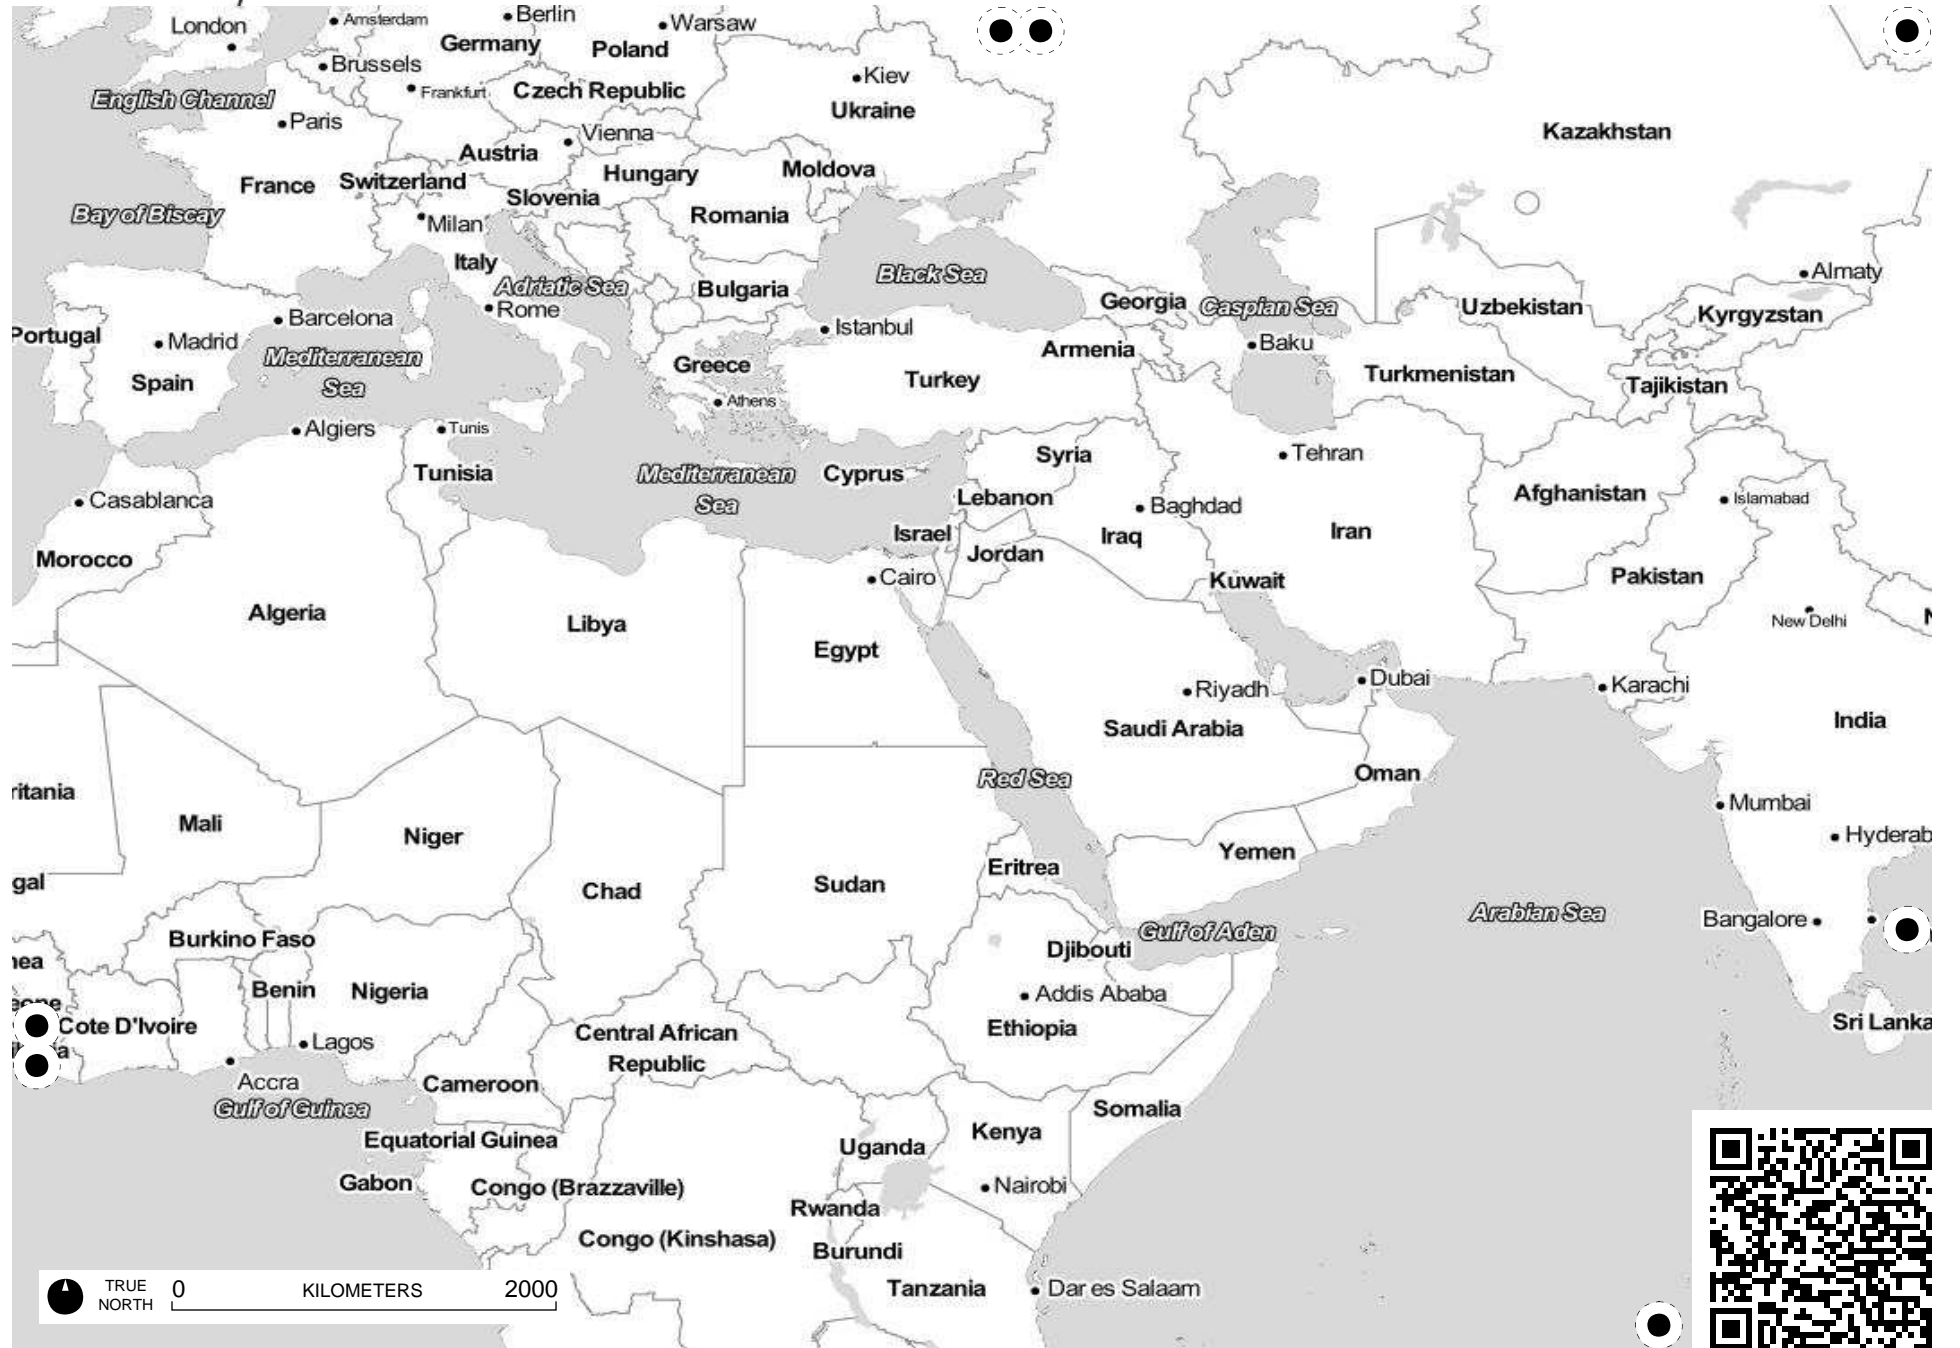 London
Amsterdam
Berlin
Warsaw
Germany
Poland
Brussels
Kiev
Frankfurt
Czech Republic
English Channel
Ukraine
Paris
Vienna
Kazakhstan
Austria
Moldova
Hungary
France
Switzerland
Slovenia
Bay of Biscay
Romania
Milan
Italy
Black Sea
Almaty
Adriatic Sea
Bulgaria
Georgia
Caspian Sea
Uzbekistan
Rome
Kyrgyzstan
Barcelona
Istanbul
Portugal
Madrid
Baku
Armenia
Mediterranean
Sea
Greece
Turkey
Turkmenistan
Spain
Tajikistan
Athens
Algiers
Tunis
Syria
Tehran
Tunisia
Mediterranean
Sea
Cyprus
Lebanon
Afghanistan
Islamabad
Casablanca
Baghdad
Israel
Iraq
Iran
Jordan
Morocco
Cairo
Kuwait
Pakistan
Algeria
Libya
New Delhi
N
Egypt
Dubai
Riyadh
Karachi
Saudi Arabia
India
Red Sea
Oman
ritania
Mumbai
Mali
Niger
Hyderab
Yemen
Eritrea
gal
Chad
Sudan
Arabian Sea
Bangalore
Burkino Faso
Gulf of Aden
Djibouti
nea
Benin
Nigeria
Addis Ababa
eone
Cote D'Ivoire
Ethiopia
Sri Lanka
Central African
Republic
Lagos
a
Accra
Cameroon
Gulf of Guinea
Somalia
Equatorial Guinea
Uganda
Kenya
Gabon
Congo (Brazzaville)
Nairobi
Rwanda
Congo (Kinshasa)
Burundi
Tanzania
Dar es Salaam
TRUE
NORTH
0 KILOMETERS 2000